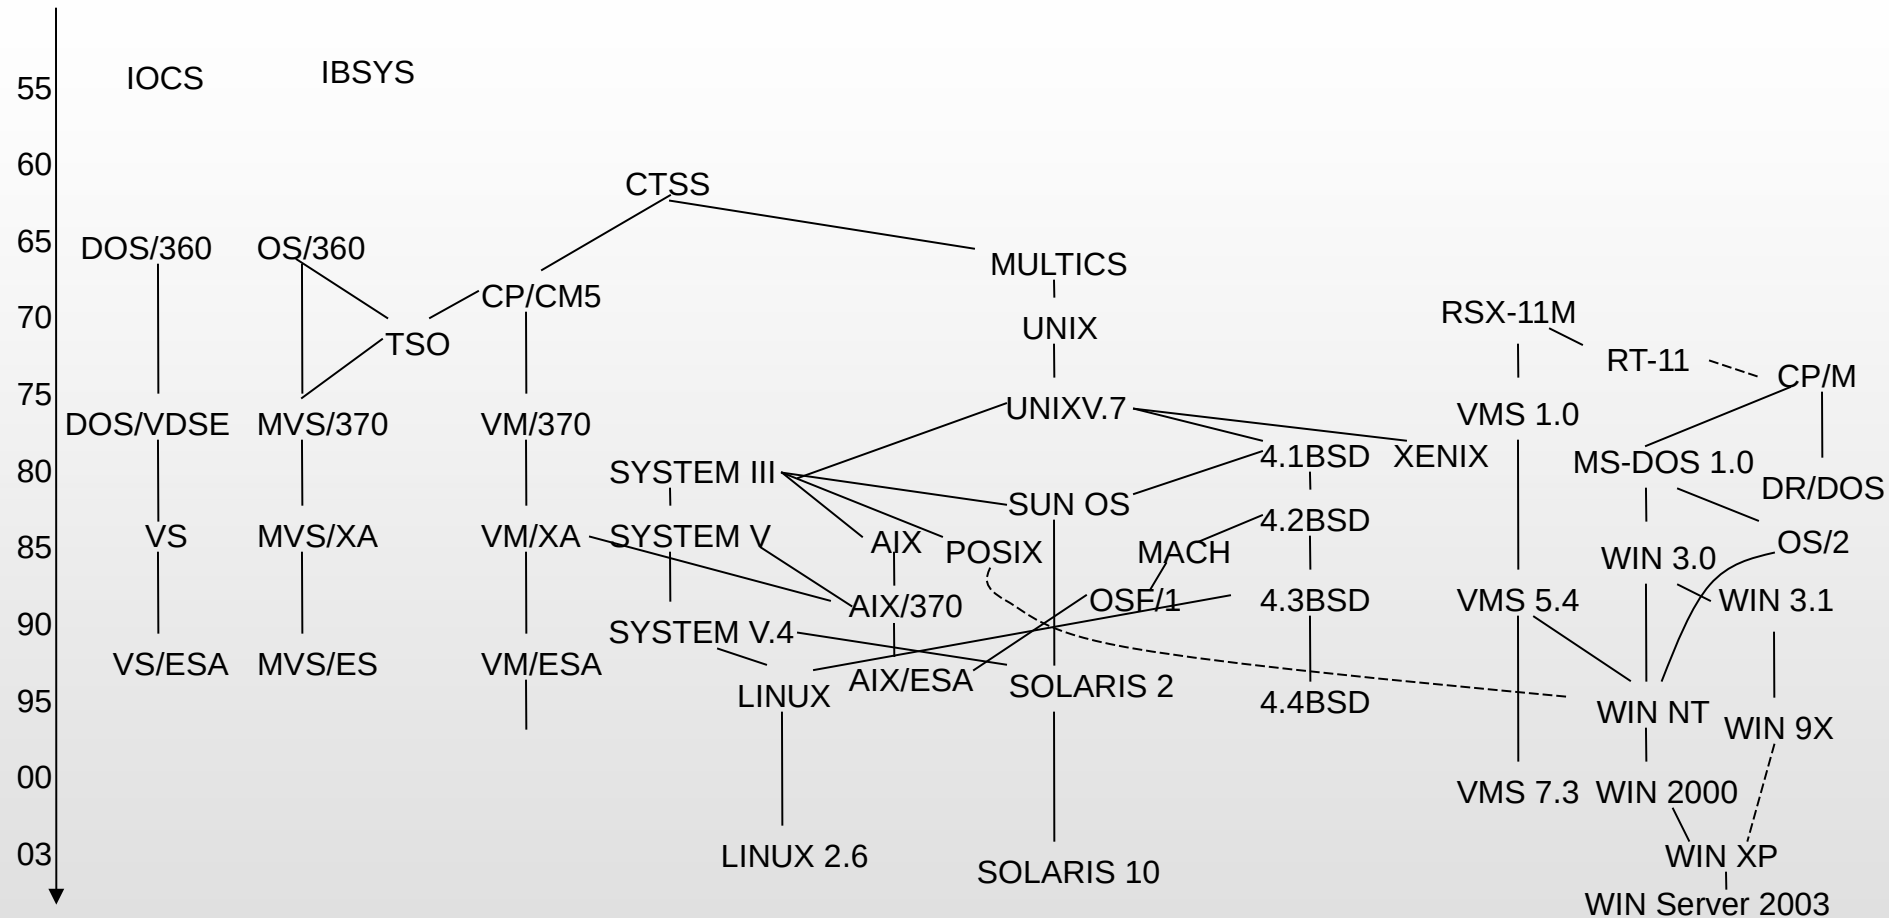 55
IOCS
IBSYS
60
CTSS
65
DOS/360
OS/360
MULTICS
CP/CM5
70
RSX-11M
UNIX
TSO
RT-11
75
CP/M
UNIXV.7
VMS 1.0
DOS/VDSE
MVS/370
VM/370
4.1BSD
XENIX
MS-DOS 1.0
80
SYSTEM III
DR/DOS
SUN OS
4.2BSD
VS
MVS/XA
VM/XA
SYSTEM V
AIX
OS/2
85
POSIX
MACH
WIN 3.0
OSF/1
4.3BSD
VMS 5.4
WIN 3.1
AIX/370
90
SYSTEM V.4
VS/ESA
MVS/ES
VM/ESA
AIX/ESA
SOLARIS 2
LINUX
95
4.4BSD
WIN NT
WIN 9X
00
VMS 7.3
WIN 2000
03
LINUX 2.6
WIN XP
SOLARIS 10
WIN Server 2003